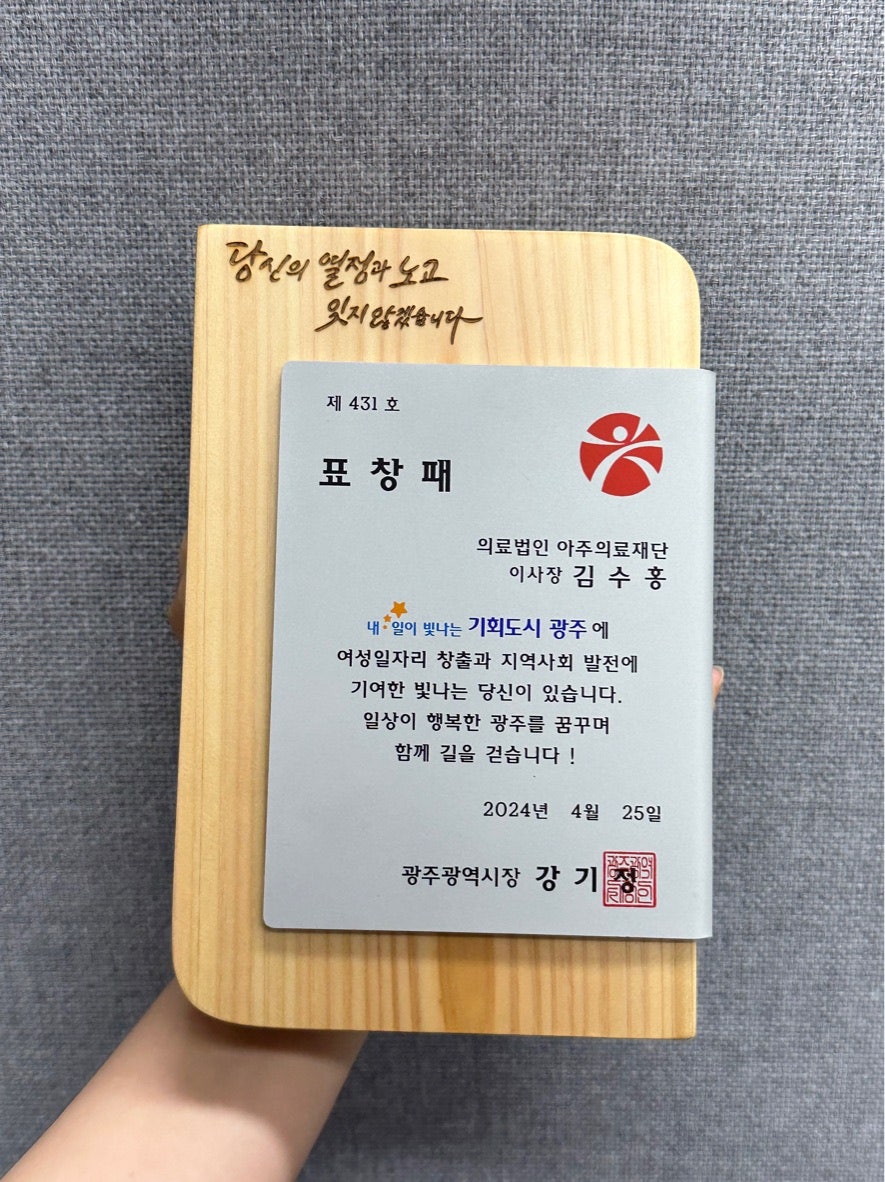 당신의 열정과 노고
잊지 않겠습니다
제 431 호
표 창 패
의료법인 아주의료재단
이사장 김 수 홍
내 일이 빛나는 기회도시 광주 에
여성일자리 창출과 지역사회 발전에
기여한 빛나는 당신이 있습니다.
일상이 행복한 광주를 꿈꾸며
함께 길을 걷습니다 !
2024년 4월 25일
광주광역시장 강 기 정